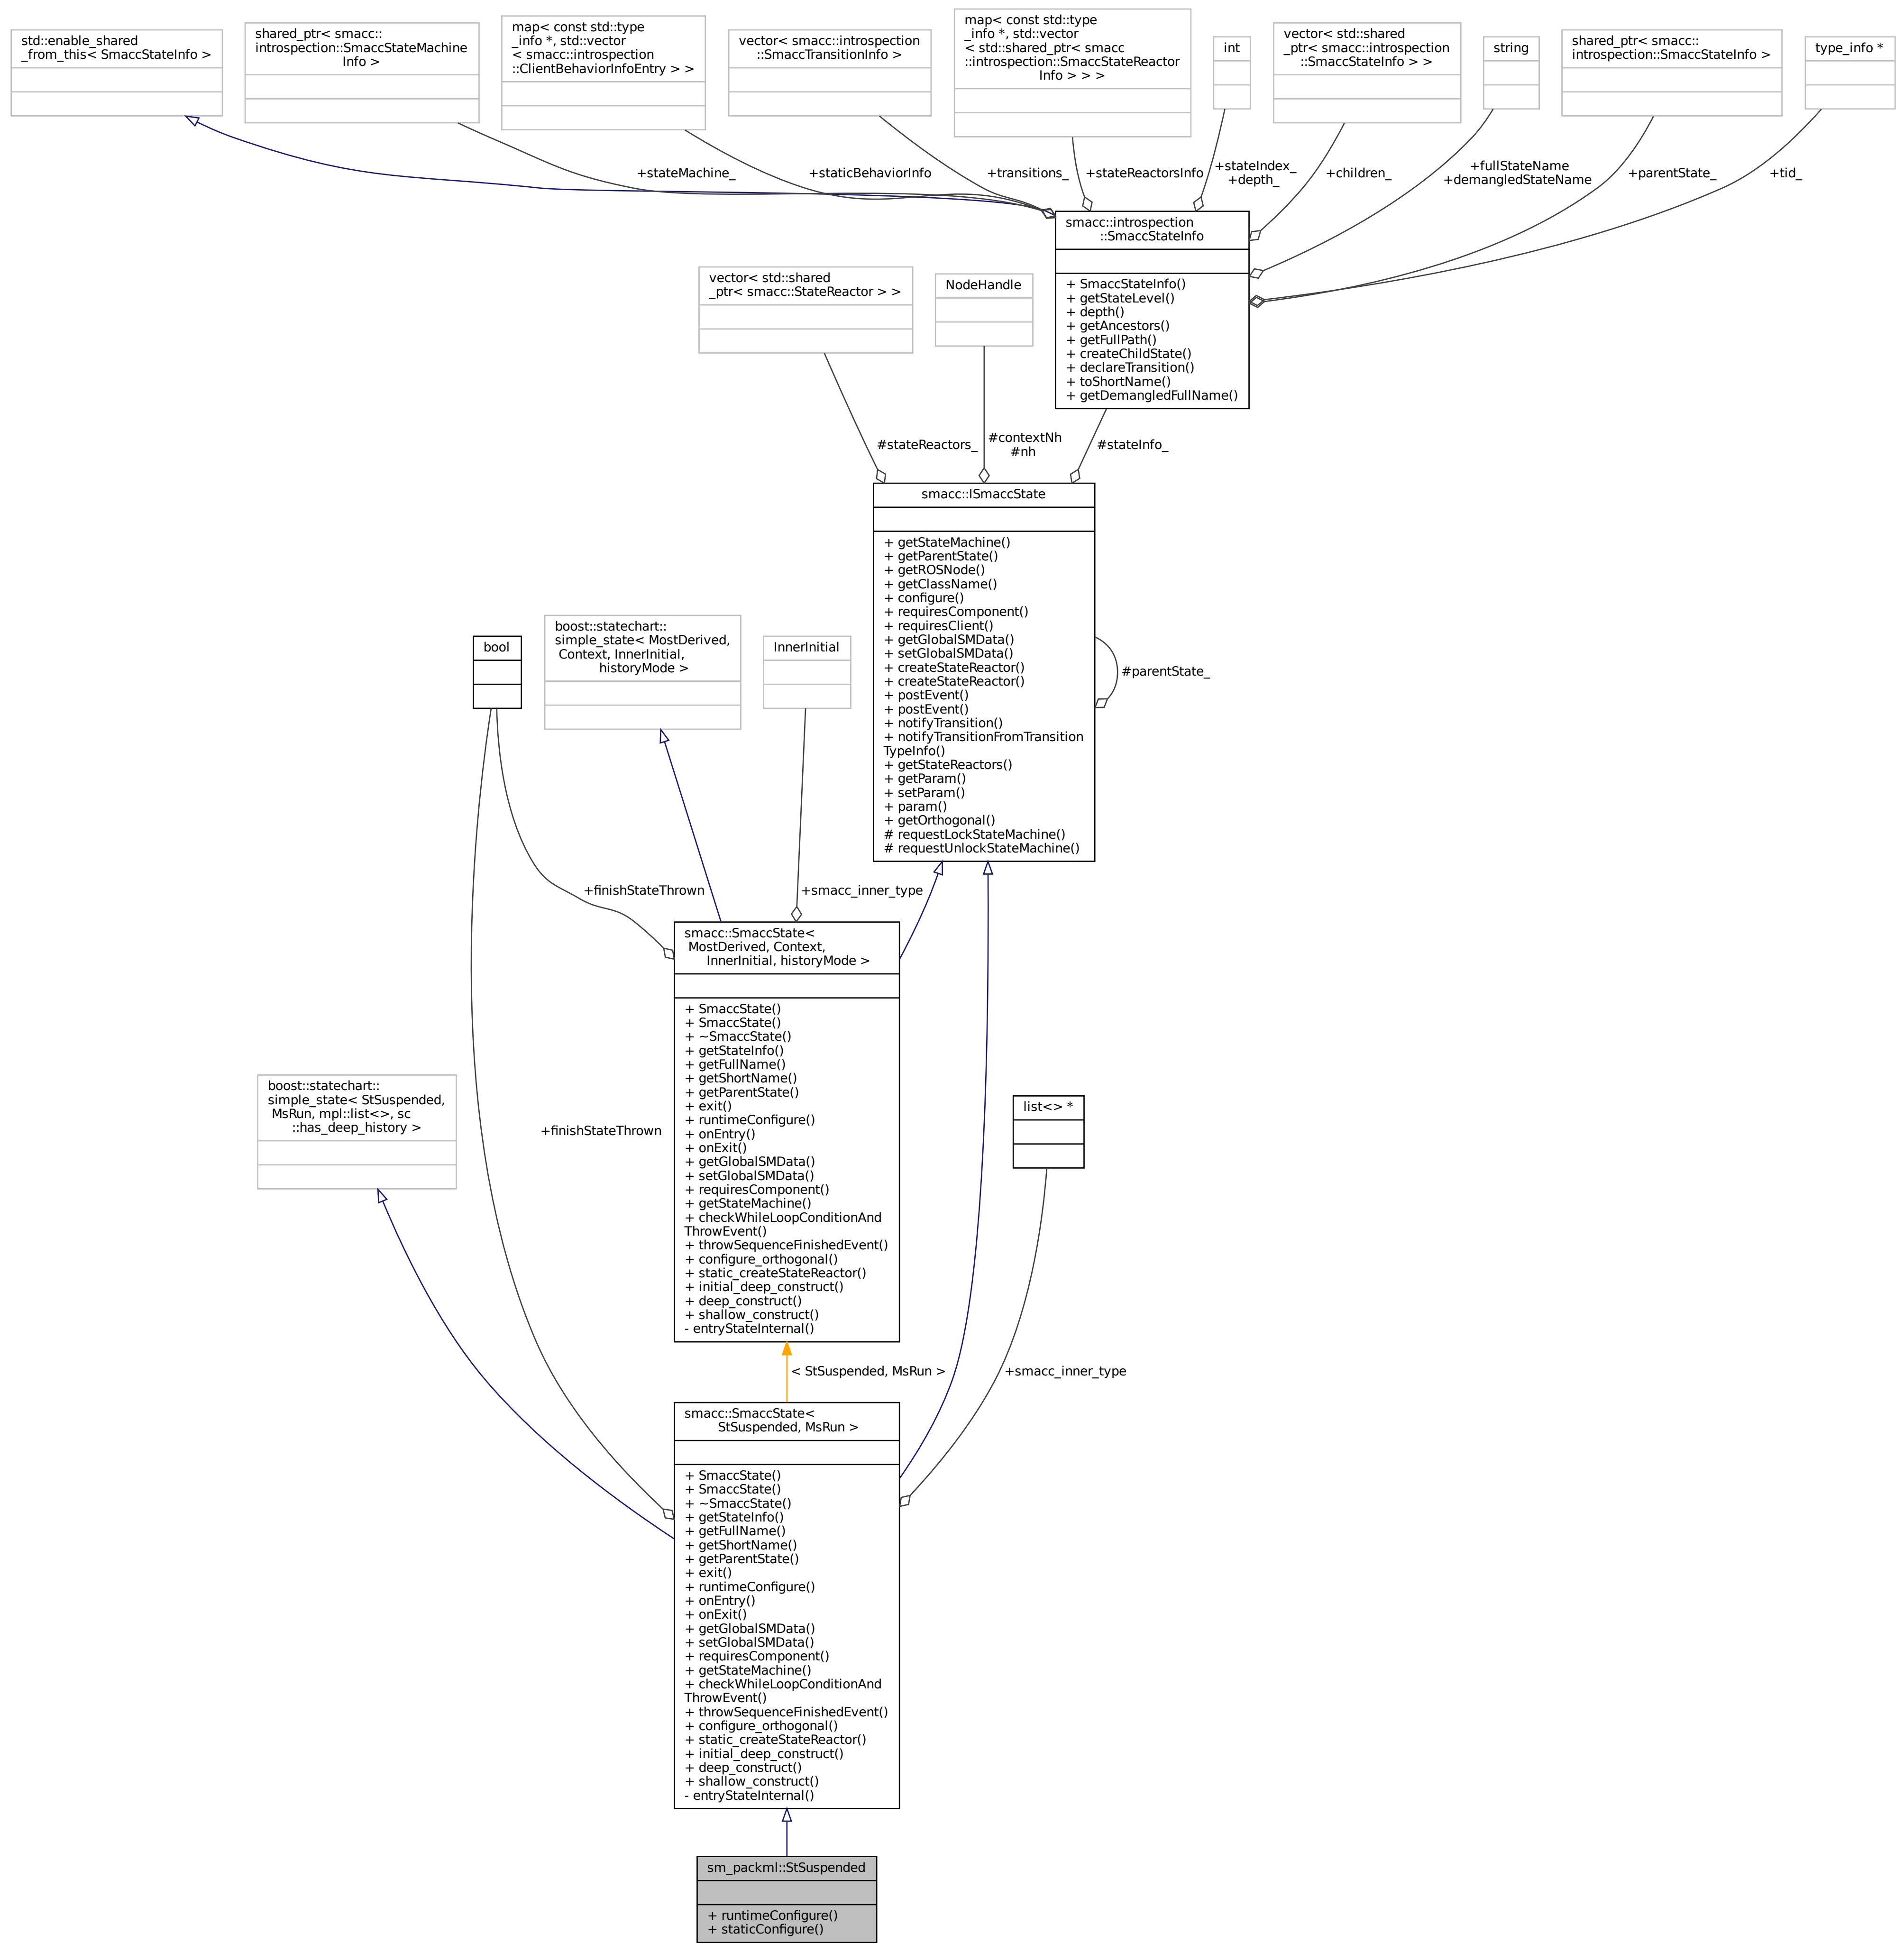 std::enable_shared
_from_this< SmaccStateInfo >
shared_ptr< smacc::
introspection::SmaccStateMachine
Info >
map< const std::type
_info *, std::vector
< smacc::introspection
::ClientBehaviorInfoEntry > >
vector< smacc::introspection
::SmaccTransitionInfo >
map< const std::type
_info *, std::vector
< std::shared_ptr< smacc
::introspection::SmaccStateReactor
Info > > >
int
vector< std::shared
_ptr< smacc::introspection
::SmaccStateInfo > >
string
shared_ptr< smacc::
introspection::SmaccStateInfo >
type_info *
+stateMachine_
+staticBehaviorInfo
+transitions_
+stateReactorsInfo
+stateIndex_
+depth_
+children_
+fullStateName
+demangledStateName
+parentState_
+tid_
smacc::introspection
::SmaccStateInfo
+ SmaccStateInfo()
+ getStateLevel()
+ depth()
+ getAncestors()
+ getFullPath()
+ createChildState()
+ declareTransition()
+ toShortName()
+ getDemangledFullName()
vector< std::shared
_ptr< smacc::StateReactor > >
NodeHandle
#stateReactors_
#contextNh
#nh
#stateInfo_
smacc::ISmaccState
+ getStateMachine()
+ getParentState()
+ getROSNode()
+ getClassName()
+ configure()
+ requiresComponent()
+ requiresClient()
+ getGlobalSMData()
+ setGlobalSMData()
+ createStateReactor()
+ createStateReactor()
+ postEvent()
+ postEvent()
+ notifyTransition()
+ notifyTransitionFromTransition
TypeInfo()
+ getStateReactors()
+ getParam()
+ setParam()
+ param()
+ getOrthogonal()
# requestLockStateMachine()
# requestUnlockStateMachine()
#parentState_
bool
boost::statechart::
simple_state< MostDerived,
Context, InnerInitial,
historyMode >
InnerInitial
+finishStateThrown
+smacc_inner_type
smacc::SmaccState<
MostDerived, Context,
InnerInitial, historyMode >
+ SmaccState()
+ SmaccState()
+ ~SmaccState()
+ getStateInfo()
+ getFullName()
+ getShortName()
+ getParentState()
+ exit()
+ runtimeConfigure()
+ onEntry()
+ onExit()
+ getGlobalSMData()
+ setGlobalSMData()
+ requiresComponent()
+ getStateMachine()
+ checkWhileLoopConditionAnd
ThrowEvent()
+ throwSequenceFinishedEvent()
+ configure_orthogonal()
+ static_createStateReactor()
+ initial_deep_construct()
+ deep_construct()
+ shallow_construct()
- entryStateInternal()
boost::statechart::
simple_state< StSuspended,
MsRun, mpl::list<>, sc
::has_deep_history >
+finishStateThrown
list<> *
< StSuspended, MsRun >
+smacc_inner_type
smacc::SmaccState<
StSuspended, MsRun >
+ SmaccState()
+ SmaccState()
+ ~SmaccState()
+ getStateInfo()
+ getFullName()
+ getShortName()
+ getParentState()
+ exit()
+ runtimeConfigure()
+ onEntry()
+ onExit()
+ getGlobalSMData()
+ setGlobalSMData()
+ requiresComponent()
+ getStateMachine()
+ checkWhileLoopConditionAnd
ThrowEvent()
+ throwSequenceFinishedEvent()
+ configure_orthogonal()
+ static_createStateReactor()
+ initial_deep_construct()
+ deep_construct()
+ shallow_construct()
- entryStateInternal()
sm_packml::StSuspended
+ runtimeConfigure()
+ staticConfigure()